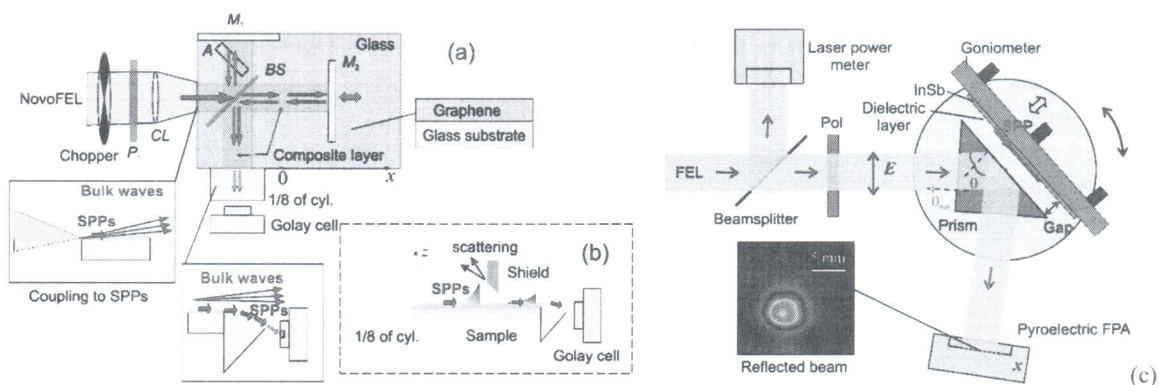 M₁
Glass
(a)
A
BS
M₂
NovoFEL
Chopper
P
CL
Graphene
Glass substrate
Composite layer
0
x
1/8 of cyl.
Golay cell
Bulk waves
SPPs
Coupling to SPPs
Bulk waves
SPPs
(b)
z
scattering
Shield
SPPs
1/8 of cyl.
Sample
Golay cell
Laser power
meter
Goniometer
InSb
Dielectric
layer
SPP
Pol
FEL
E
θ
Beamsplitter
Prism
Gap
5 mm
Reflected beam
Pyroelectric FPA
x
(c)